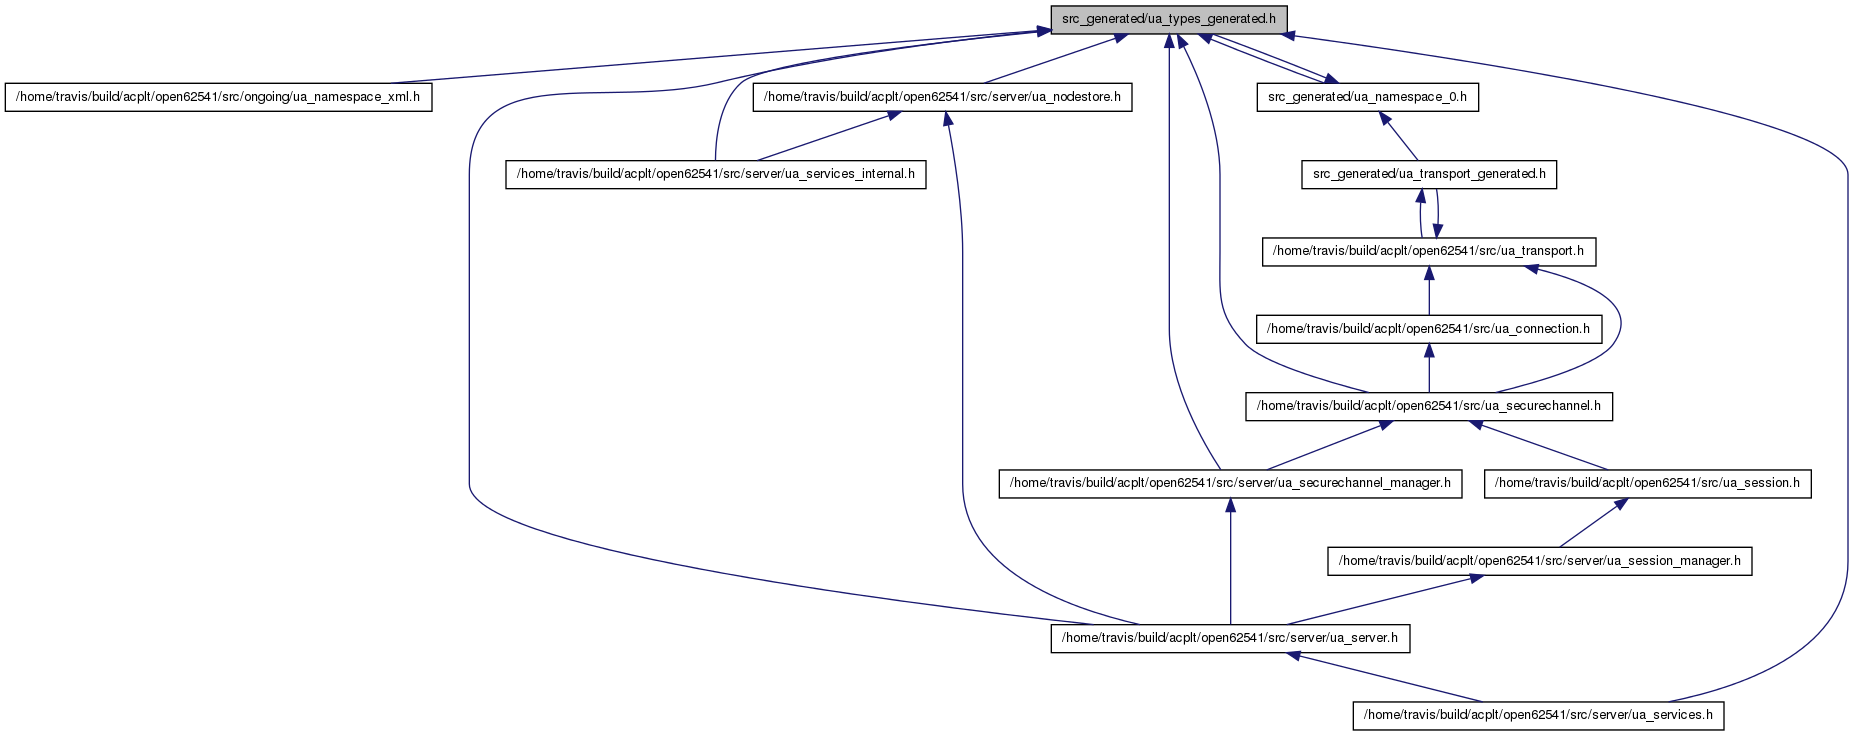 src_generated/ua_types_generated.h
/home/travis/build/acplt/open62541/src/ongoing/ua_namespace_xml.h
/home/travis/build/acplt/open62541/src/server/ua_nodestore.h
src_generated/ua_namespace_0.h
/home/travis/build/acplt/open62541/src/server/ua_services_internal.h
src_generated/ua_transport_generated.h
/home/travis/build/acplt/open62541/src/ua_transport.h
/home/travis/build/acplt/open62541/src/ua_connection.h
/home/travis/build/acplt/open62541/src/ua_securechannel.h
/home/travis/build/acplt/open62541/src/server/ua_securechannel_manager.h
/home/travis/build/acplt/open62541/src/ua_session.h
/home/travis/build/acplt/open62541/src/server/ua_session_manager.h
/home/travis/build/acplt/open62541/src/server/ua_server.h
/home/travis/build/acplt/open62541/src/server/ua_services.h